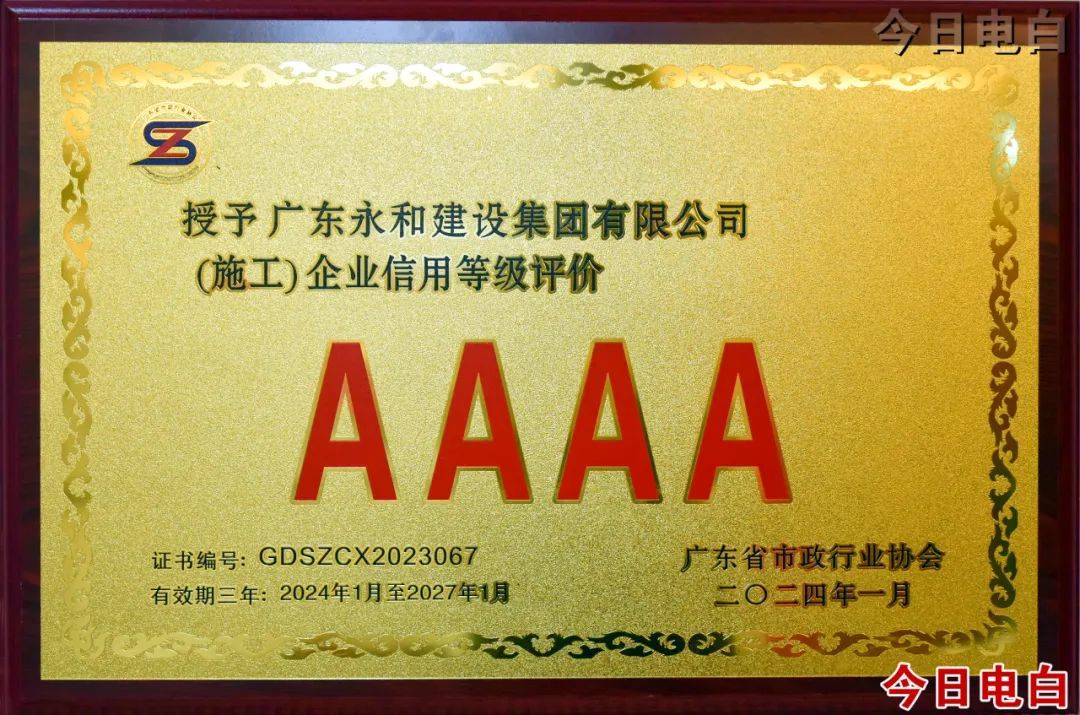 今日电白
SZ
授予 广东永和建设集团有限公司
(施工) 企业信用等级评价
AAAA
证书编号: GDSZCX2023067
有效期三年: 2024年1月至2027年1月
广东省市政行业协会
二〇二四年一月
今日电白